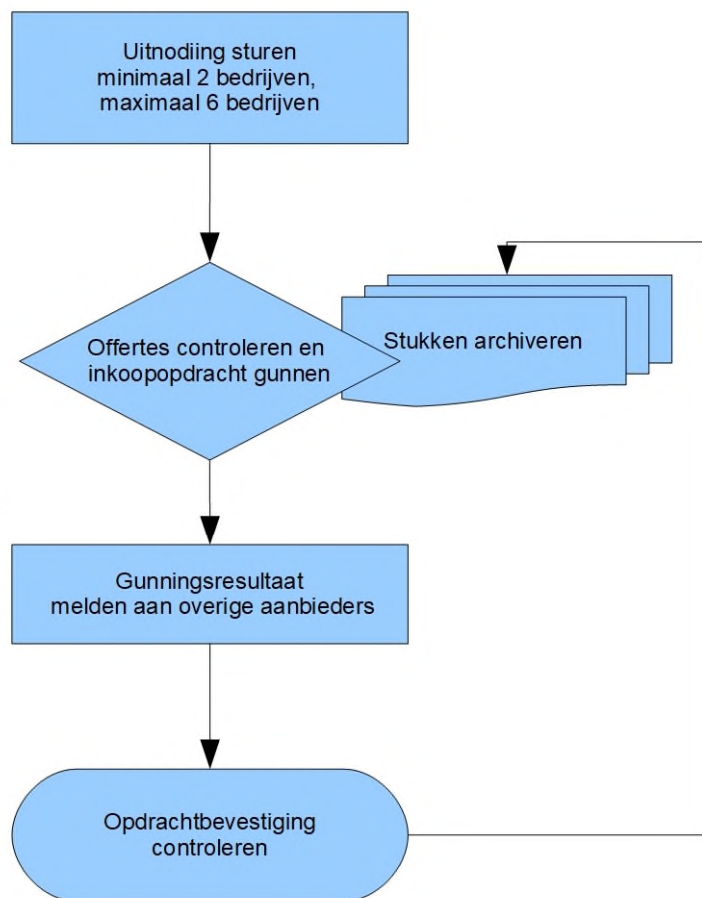 Uitnodiing sturen
minimaal 2 bedrijven,
maximaal 6 bedrijven
Offertes controleren en
inkoopopdracht gunnen
Stukken archiveren
Gunningsresultaat
melden aan overige aanbieders
Opdrachtbevestiging
controleren